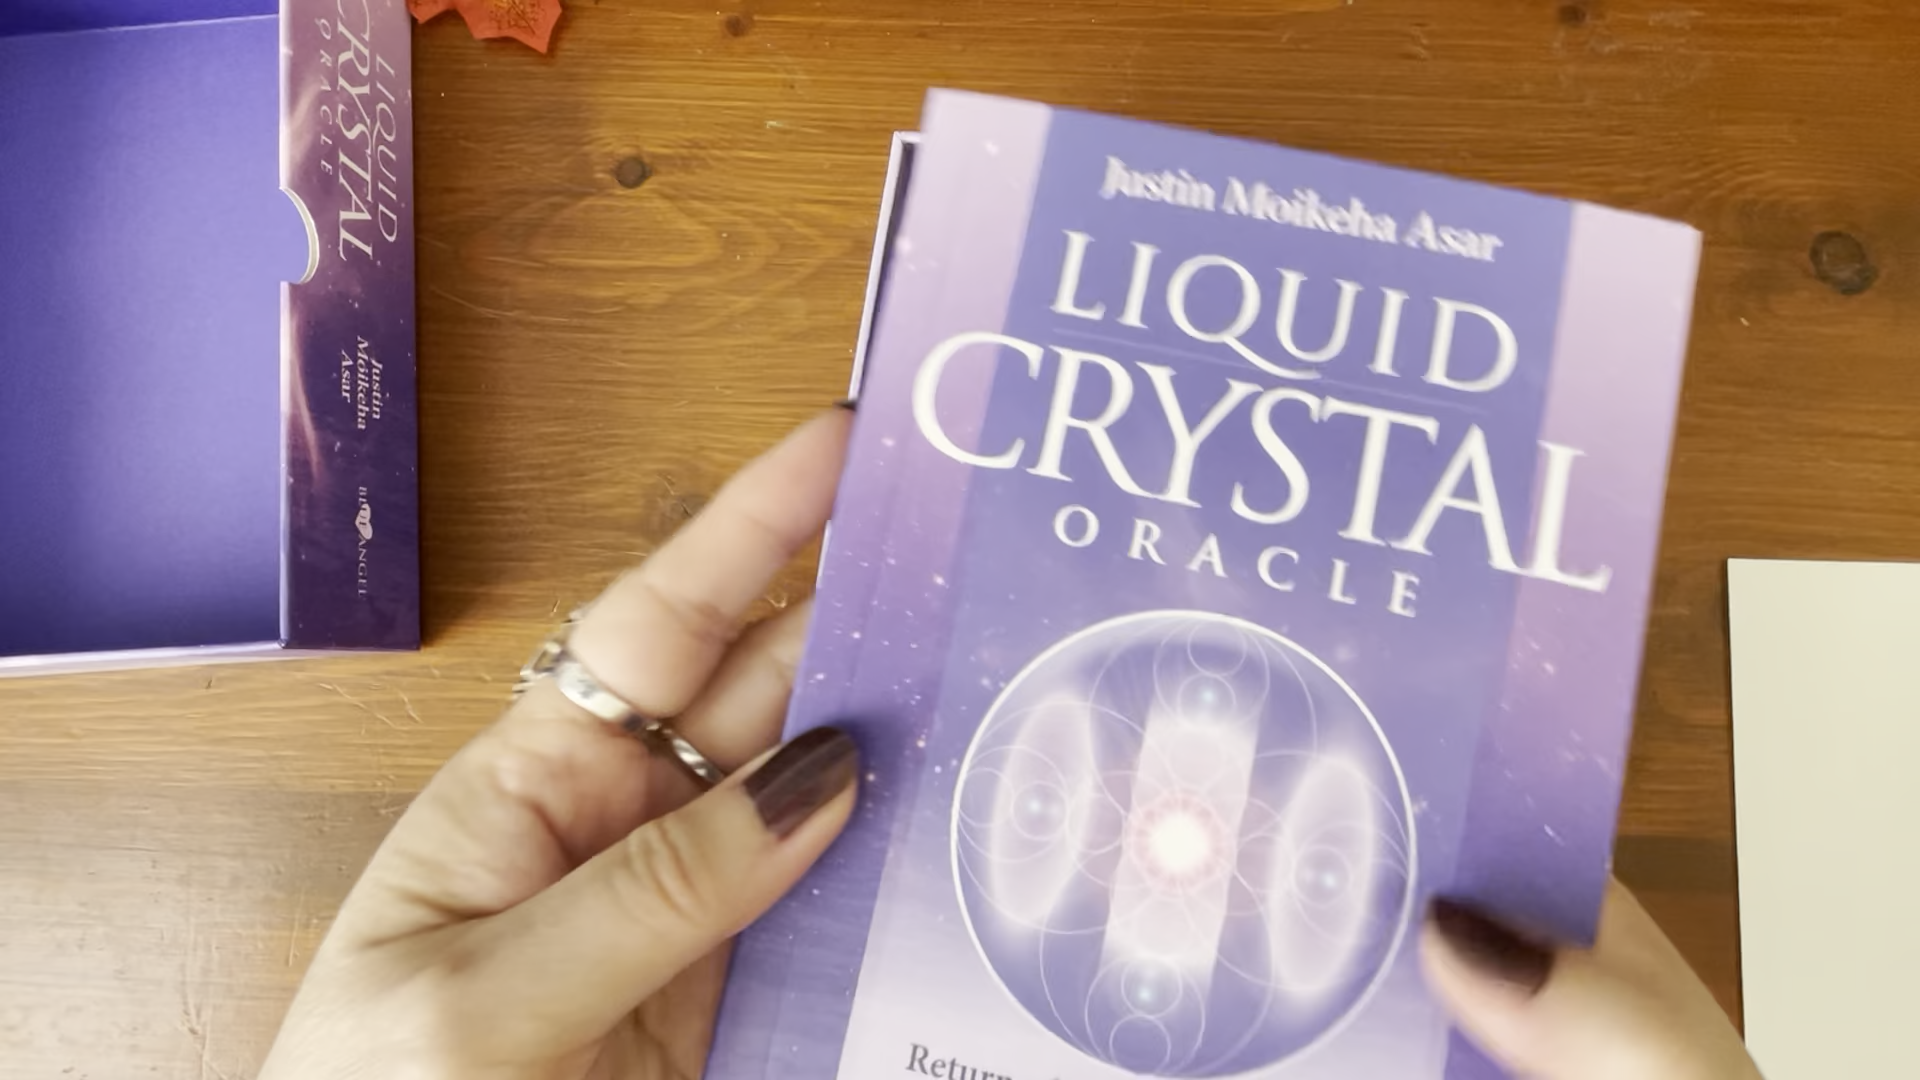 LIQUID
CRYSTAL
ORACLE
Justin
Moikeha
Asar
BLUE ANGEL
Justin Moikeha Asar
LIQUID
CRYSTAL
ORACLE
Return